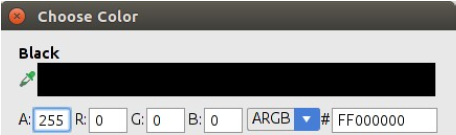 Choose Color
Black
A: 255 R: 0 G: 0 B: 0 ARGB # FF000000